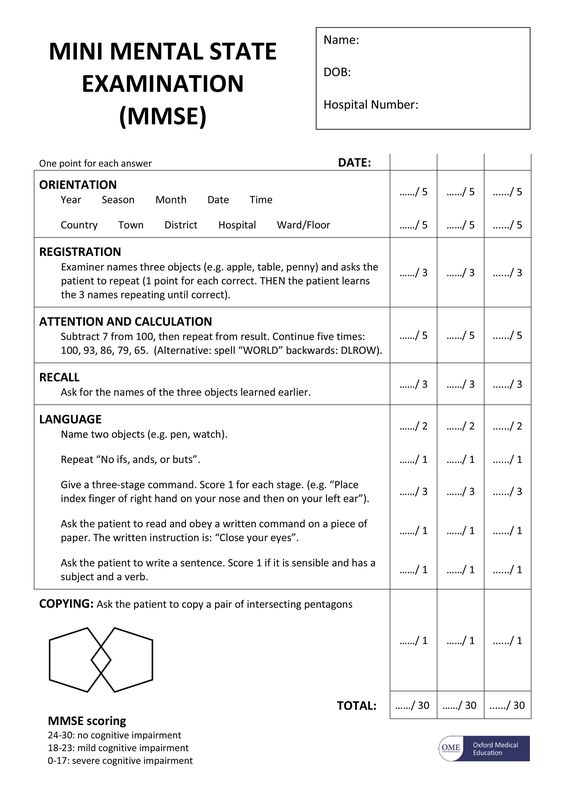 MINI MENTAL STATE
EXAMINATION
(MMSE)
Name:
DOB:
Hospital Number:
One point for each answer DATE:
ORIENTATION
Year Season Month Date Time ....../ 5 ....../ 5 ....../ 5
Country Town District Hospital Ward/Floor ....../ 5 ....../ 5 ....../ 5
REGISTRATION
Examiner names three objects (e.g. apple, table, penny) and asks the
patient to repeat (1 point for each correct. THEN the patient learns
the 3 names repeating until correct).
....../ 3 ....../ 3 ....../ 3
ATTENTION AND CALCULATION
Subtract 7 from 100, then repeat from result. Continue five times:
100, 93, 86, 79, 65. (Alternative: spell “WORLD” backwards: DLROW).
....../ 5 ....../ 5 ....../ 5
RECALL
Ask for the names of the three objects learned earlier.
....../ 3 ....../ 3 ....../ 3
LANGUAGE
Name two objects (e.g. pen, watch).
....../ 2 ....../ 2 ....../ 2
Repeat “No ifs, ands, or buts”. ....../ 1 ....../ 1 ....../ 1
Give a three-stage command. Score 1 for each stage. (e.g. “Place
index finger of right hand on your nose and then on your left ear”).
....../ 3 ....../ 3 ....../ 3
Ask the patient to read and obey a written command on a piece of
paper. The written instruction is: “Close your eyes”.
....../ 1 ....../ 1 ....../ 1
Ask the patient to write a sentence. Score 1 if it is sensible and has a
subject and a verb.
....../ 1 ....../ 1 ....../ 1
COPYING: Ask the patient to copy a pair of intersecting pentagons
....../ 1 ....../ 1 ....../ 1
TOTAL: ....../ 30 ....../ 30 ....../ 30
MMSE scoring
24-30: no cognitive impairment
18-23: mild cognitive impairment
0-17: severe cognitive impairment
OME
Oxford Medical
Education